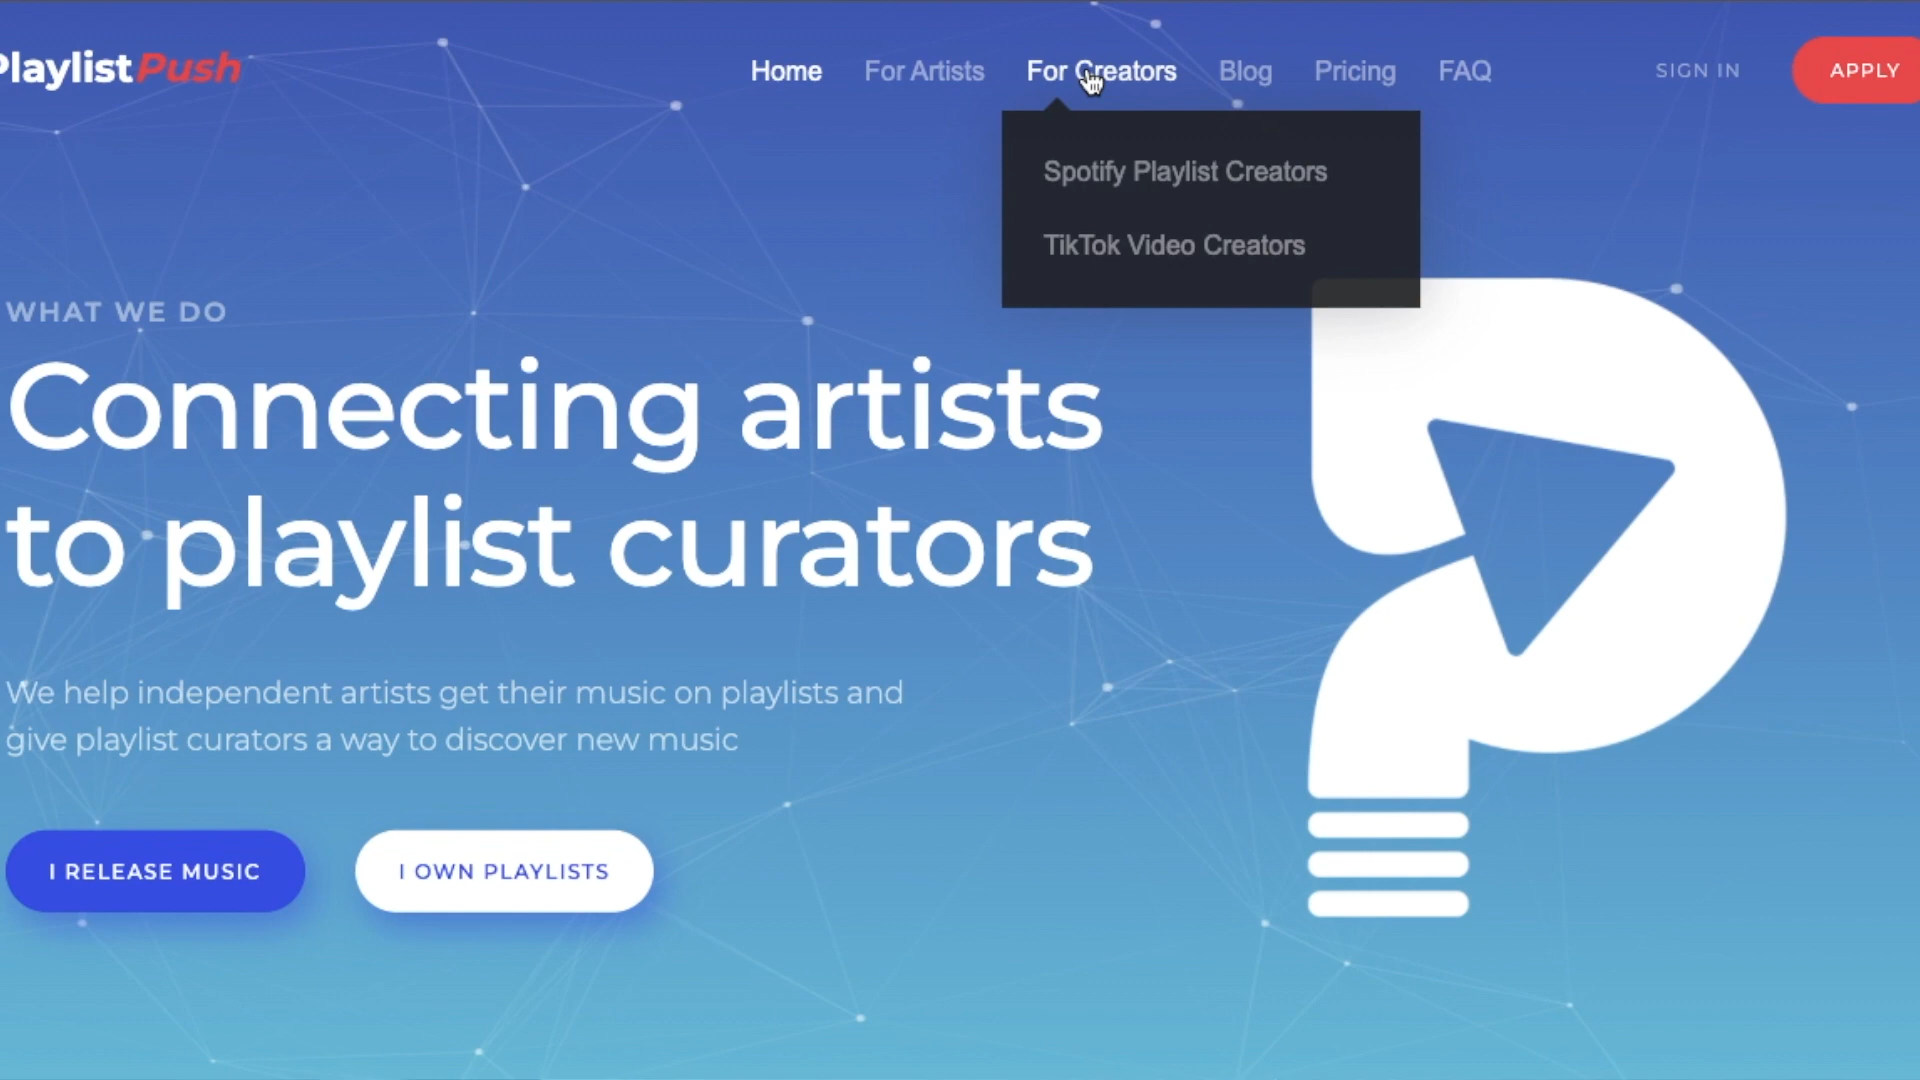 Playlist Push
Home For Artists For Creators Blog Pricing FAQ SIGN IN APPLY
Spotify Playlist Creators
TikTok Video Creators
WHAT WE DO
Connecting artists
to playlist curators
We help independent artists get their music on playlists and
give playlist curators a way to discover new music
I RELEASE MUSIC I OWN PLAYLISTS